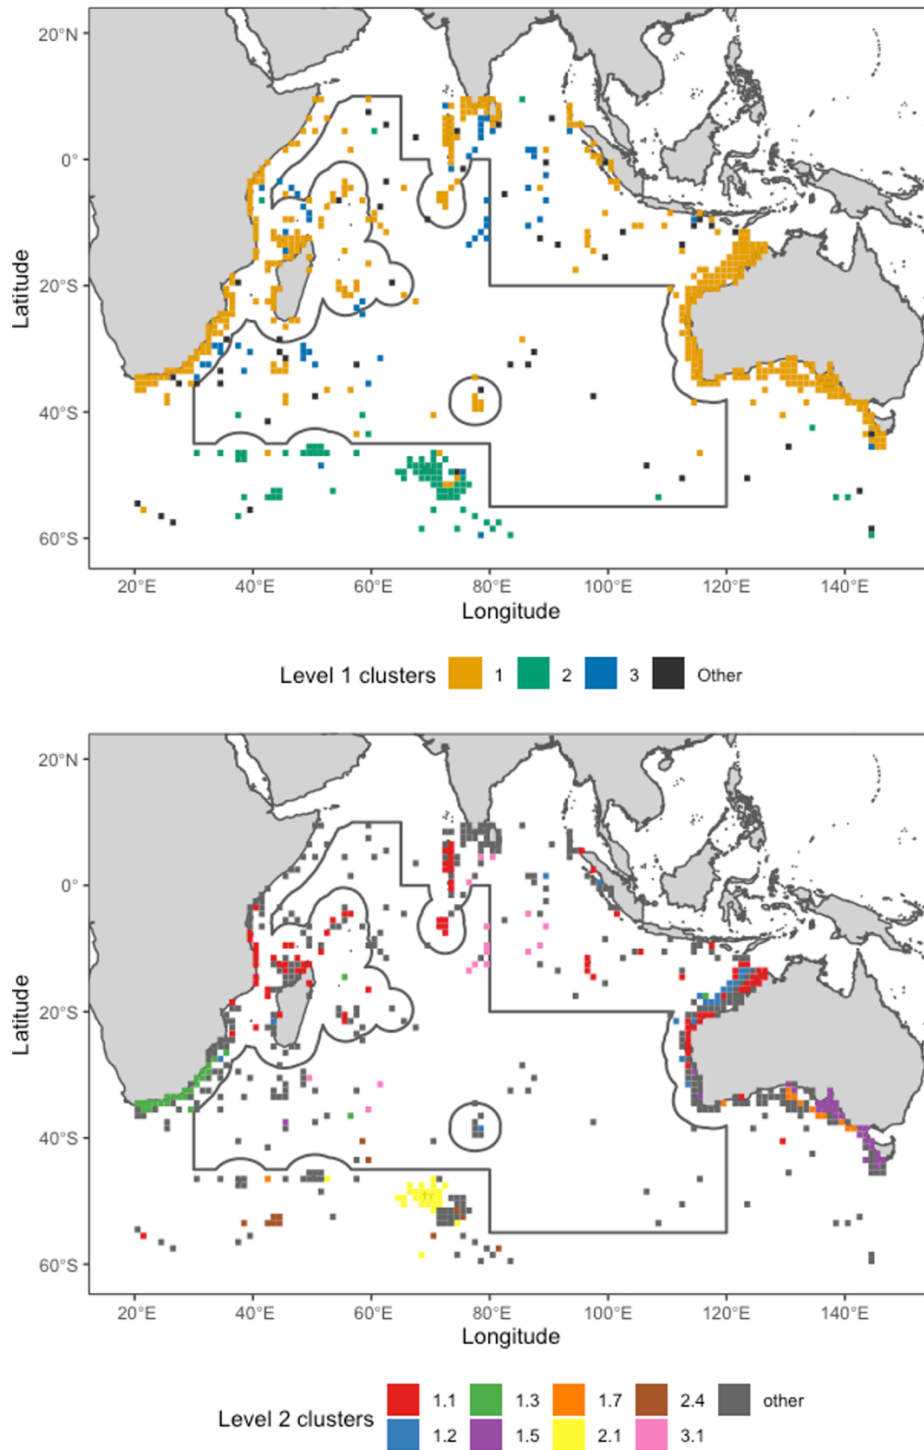 20°N
0°
20°S
40°S
60°S
Latitude
20°E 40°E 60°E 80°E 100°E 120°E 140°E
Longitude
Level 1 clusters 1 2 3 Other
20°N
0°
20°S
40°S
60°S
Latitude
20°E 40°E 60°E 80°E 100°E 120°E 140°E
Longitude
Level 2 clusters
1.1 1.3 1.7 2.4 other
1.2 1.5 2.1 3.1